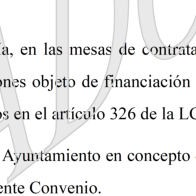 ía, en las mesas de contrata
ones objeto de financiación
os en el artículo 326 de la LC
Ayuntamiento en concepto
ente Convenio.